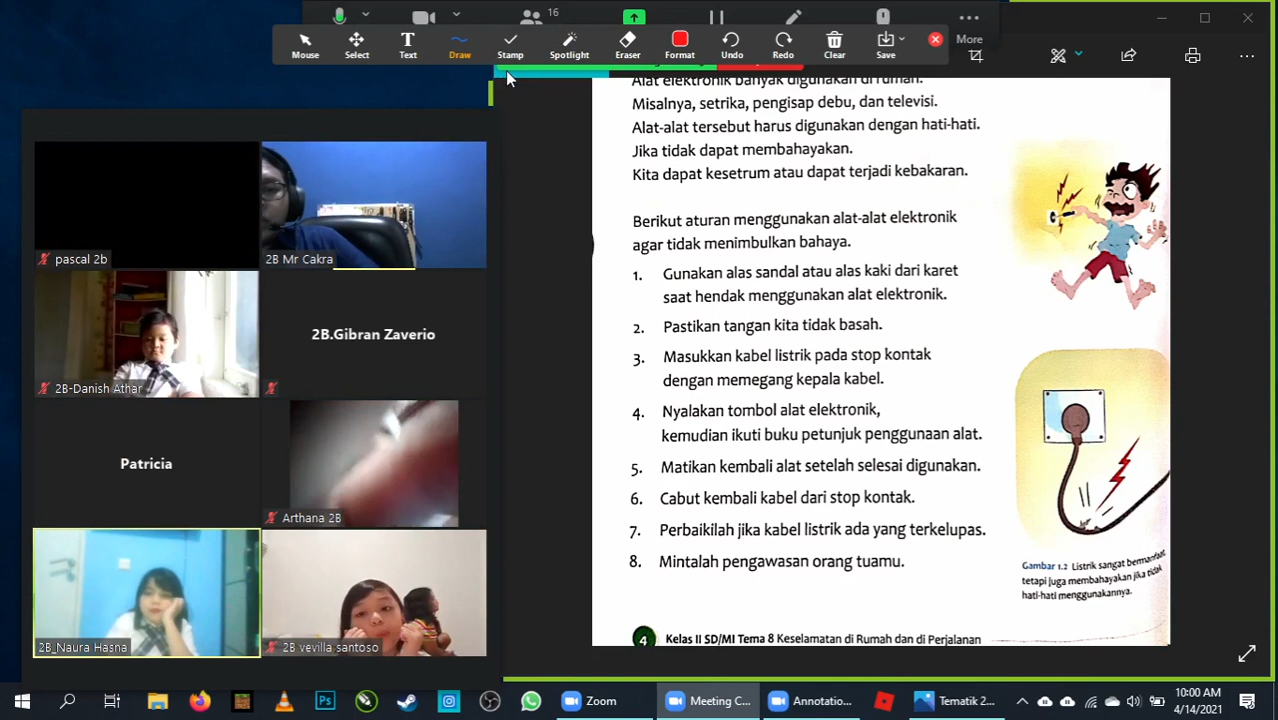 16
Mouse
Select
Text
Draw
Stamp
Spotlight
Eraser
Format
Undo
Redo
Clear
Save
More
Alat elektronik banyak digunakan di rumah.
Misalnya, setrika, pengisap debu, dan televisi.
Alat-alat tersebut harus digunakan dengan hati-hati.
Jika tidak dapat membahayakan.
Kita dapat kesetrum atau dapat terjadi kebakaran.
Berikut aturan menggunakan alat-alat elektronik
agar tidak menimbulkan bahaya.
1. Gunakan alas sandal atau alas kaki dari karet
saat hendak menggunakan alat elektronik.
2. Pastikan tangan kita tidak basah.
3. Masukkan kabel listrik pada stop kontak
dengan memegang kepala kabel.
4. Nyalakan tombol alat elektronik,
kemudian ikuti buku petunjuk penggunaan alat.
5. Matikan kembali alat setelah selesai digunakan.
6. Cabut kembali kabel dari stop kontak.
7. Perbaikilah jika kabel listrik ada yang terkelupas.
8. Mintalah pengawasan orang tuamu.
Gambar 1.2 Listrik sangat bermanfaat
tetapi juga membahayakan jika tidak
hati-hati menggunakannya.
4 Kelas II SD/MI Tema 8 Keselamatan di Rumah dan di Perjalanan
pascal 2b
2B Mr Cakra
2B-Danish Athar
2B.Gibran Zaverio
Patricia
Arthana 2B
2B_Naura Hasna
2B vevilla santoso
Ps
Zoom
Meeting C...
Annotatio...
Tematik 2...
10:00 AM
4/14/2021